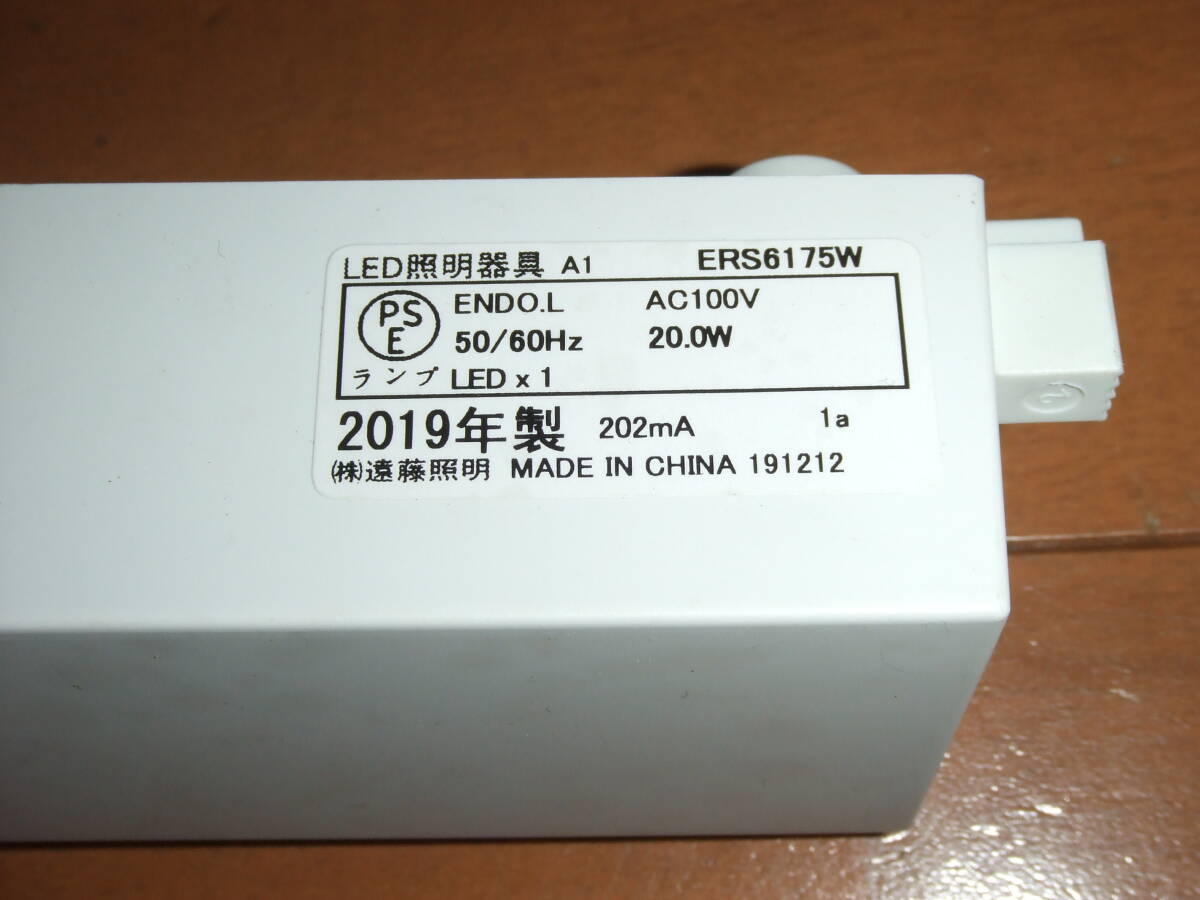 LED照明器具 A1 ERS6175W
PSE ENDO.L AC100V
50/60Hz 20.0W
ランプ LED x 1
2019年製 202mA 1a
㈱遠藤照明 MADE IN CHINA 191212